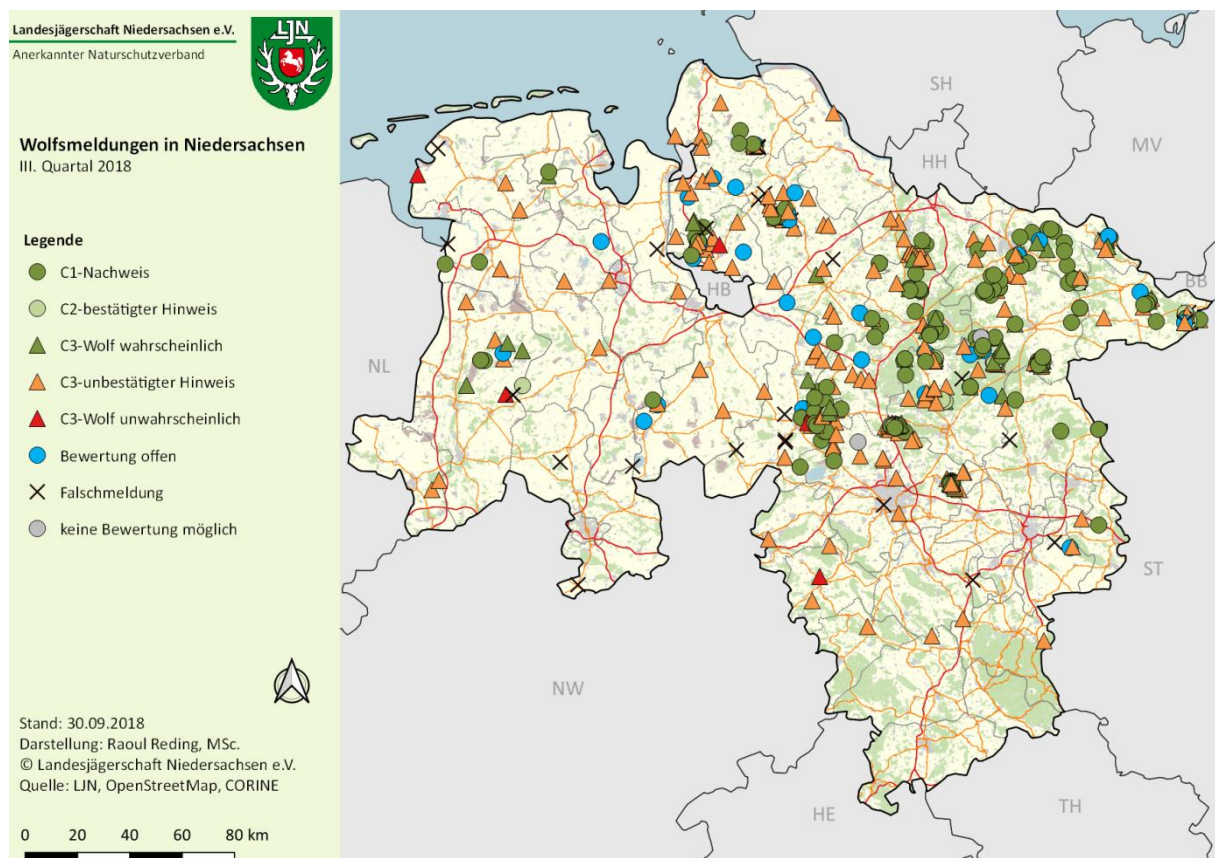 Landesjägerschaft Niedersachsen e.V.
Anerkannter Naturschutzverband
LJN
Wolfsmeldungen in Niedersachsen
III. Quartal 2018
Legende
C1-Nachweis
C2-bestätigter Hinweis
C3-Wolf wahrscheinlich
C3-unbestätigter Hinweis
C3-Wolf unwahrscheinlich
Bewertung offen
Falschmeldung
keine Bewertung möglich
Stand: 30.09.2018
Darstellung: Raoul Reding, MSc.
© Landesjägerschaft Niedersachsen e.V.
Quelle: LJN, OpenStreetMap, CORINE
0 20 40 60 80 km
SH
MV
HH
BB
HB
NL
ST
NW
HE
TH